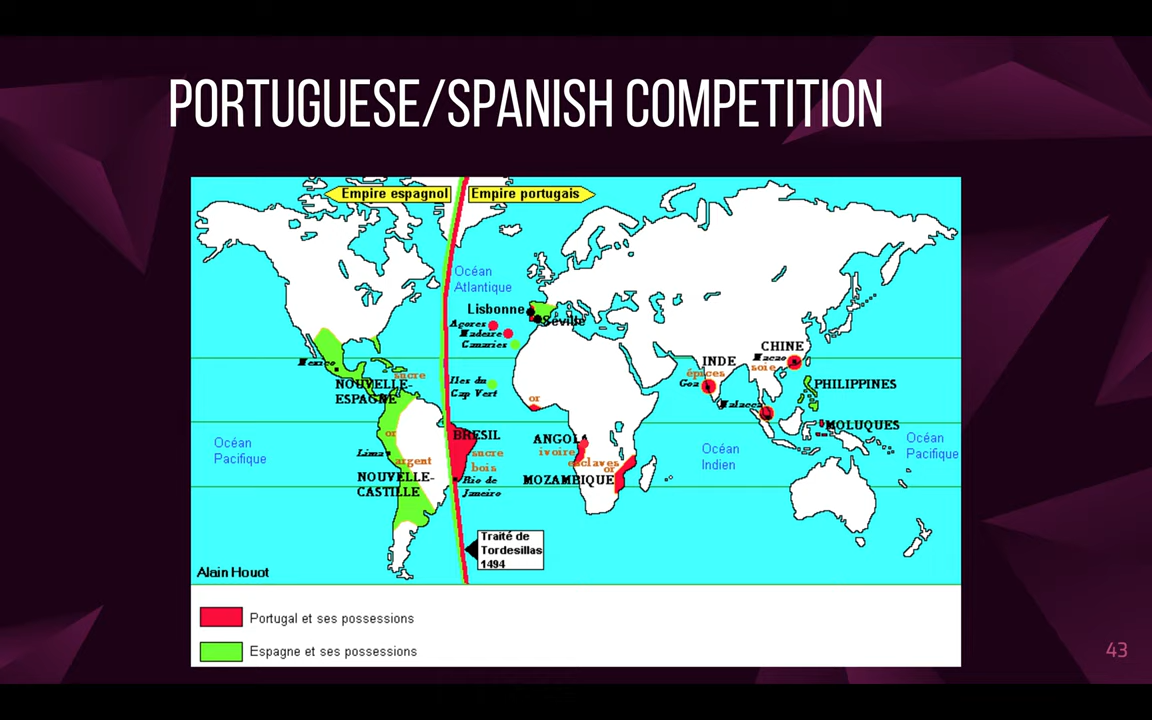 PORTUGUESE/SPANISH COMPETITION
Empire espagnol
Empire portugais
Océan
Atlantique
Lisbonne
Séville
Açores
Madeire
Canaries
CHINE
Macao
soie
INDE
épices
Goa
Mexico
sucre
NOUVELLE-
ESPAGNE
Iles du
Cap Vert
or
PHILIPPINES
Malacca
MOLUQUES
BRESIL
sucre
bois
Rio de
Janeiro
or
Lima
argent
NOUVELLE-
CASTILLE
ANGOLA
ivoire
esclaves
or
MOZAMBIQUE
Océan
Pacifique
Océan
Indien
Océan
Pacifique
Traité de
Tordesillas
1494
Alain Houot
Portugal et ses possessions
Espagne et ses possessions
43